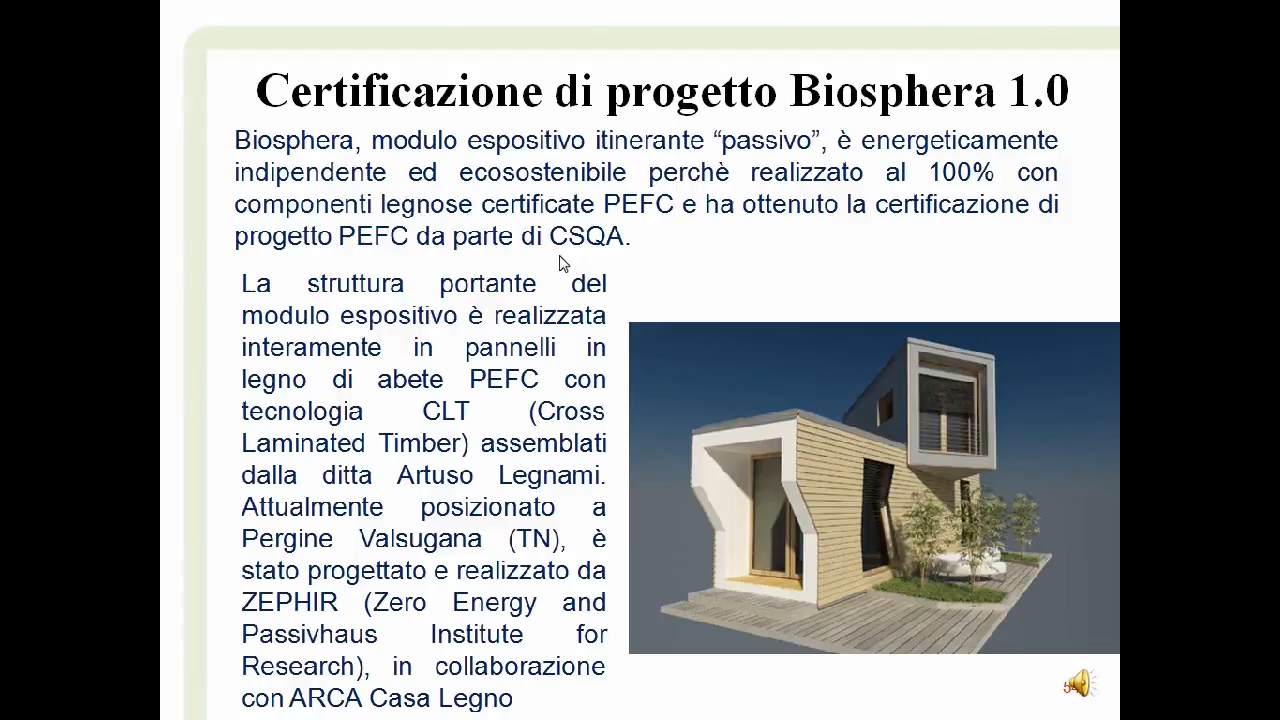 Certificazione di progetto Biosphera 1.0
Biosphera, modulo espositivo itinerante “passivo”, è energeticamente
indipendente ed ecosostenibile perchè realizzato al 100% con
componenti legnose certificate PEFC e ha ottenuto la certificazione di
progetto PEFC da parte di CSQA.
La struttura portante del
modulo espositivo è realizzata
interamente in pannelli in
legno di abete PEFC con
tecnologia CLT (Cross
Laminated Timber) assemblati
dalla ditta Artuso Legnami.
Attualmente posizionato a
Pergine Valsugana (TN), è
stato progettato e realizzato da
ZEPHIR (Zero Energy and
Passivhaus Institute for
Research), in collaborazione
con ARCA Casa Legno